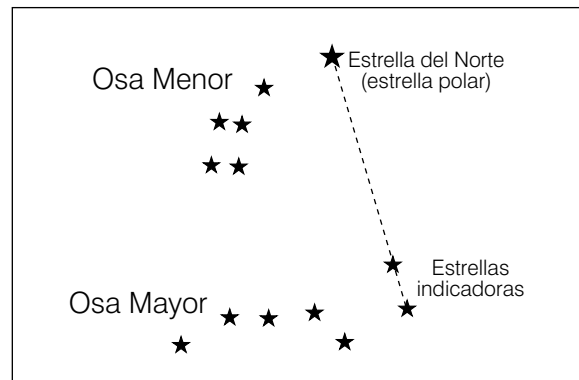 Estrella del Norte
(estrella polar)
Osa Menor
Estrellas
indicadoras
Osa Mayor